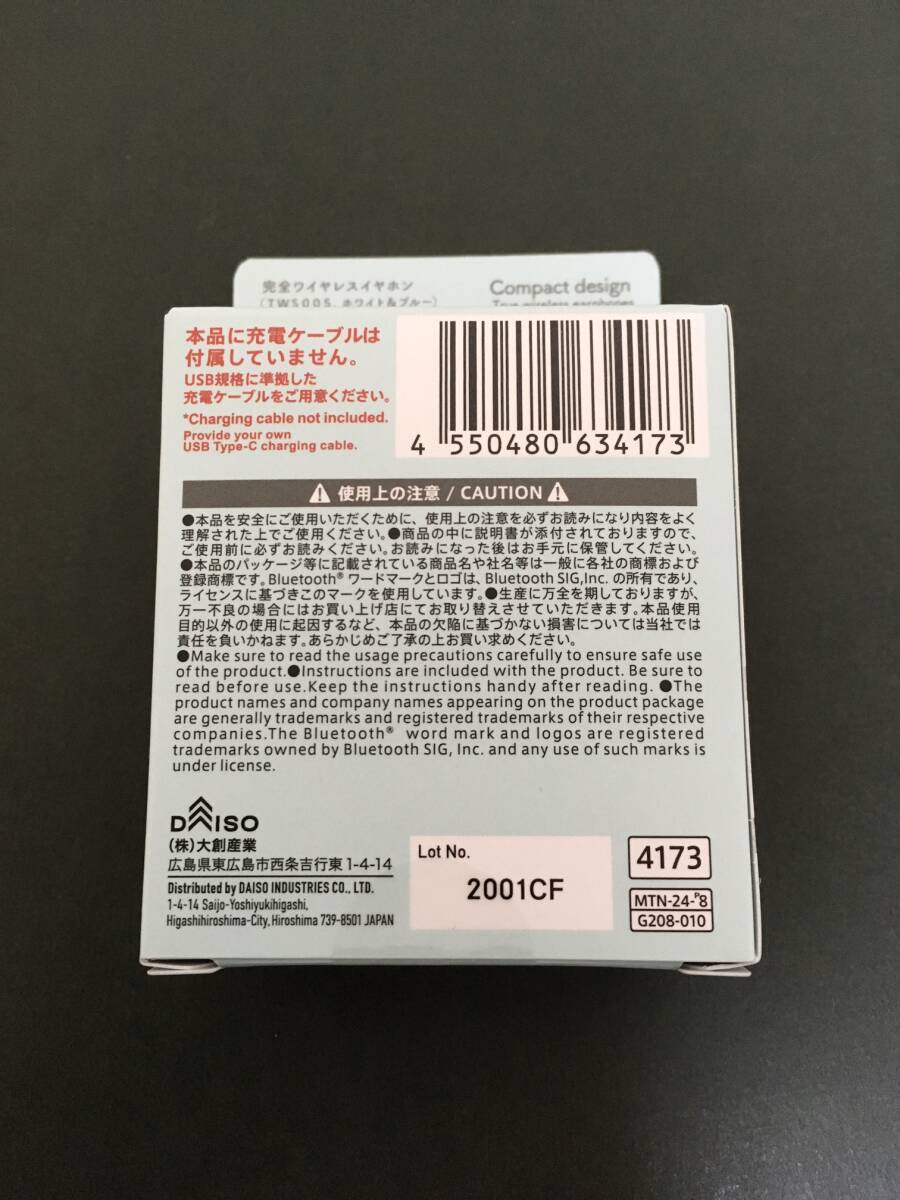 完全ワイヤレスイヤホン
(TWS005、ホワイト&ブルー)
Compact design
True wireless earphones
本品に充電ケーブルは
付属していません。
USB規格に準拠した
充電ケーブルをご用意ください。
*Charging cable not included.
Provide your own
USB Type-C charging cable.
4 550480 634173
使用上の注意 / CAUTION
●本品を安全にご使用いただくために、使用上の注意を必ずお読みになり内容をよく
理解された上でご使用ください。●商品の中に説明書が添付されておりますので、
ご使用前に必ずお読みください。お読みになった後はお手元に保管してください。
●本品のパッケージ等に記載されている商品名や社名等は一般に各社の商標および
登録商標です。Bluetooth® ワードマークとロゴは、Bluetooth SIG,Inc. の所有であり、
ライセンスに基づきこのマークを使用しています。●生産に万全を期しておりますが、
万一不良の場合にはお買い上げ店にてお取り替えさせていただきます。本品使用
目的以外の使用に起因するなど、本品の欠陥に基づかない損害については当社では
責任を負いかねます。あらかじめご了承の上お買い求めください。
●Make sure to read the usage precautions carefully to ensure safe use
of the product.●Instructions are included with the product. Be sure to
read before use.Keep the instructions handy after reading. ●The
product names and company names appearing on the product package
are generally trademarks and registered trademarks of their respective
companies.The Bluetooth® word mark and logos are registered
trademarks owned by Bluetooth SIG, Inc. and any use of such marks is
under license.
DAISO
(株)大創産業
広島県東広島市西条吉行東 1-4-14
Distributed by DAISO INDUSTRIES CO., LTD.
1-4-14 Saijo-Yoshiyukihigashi,
Higashihiroshima-City, Hiroshima 739-8501 JAPAN
Lot No.
2001CF
4173
MTN-24-P8
G208-010